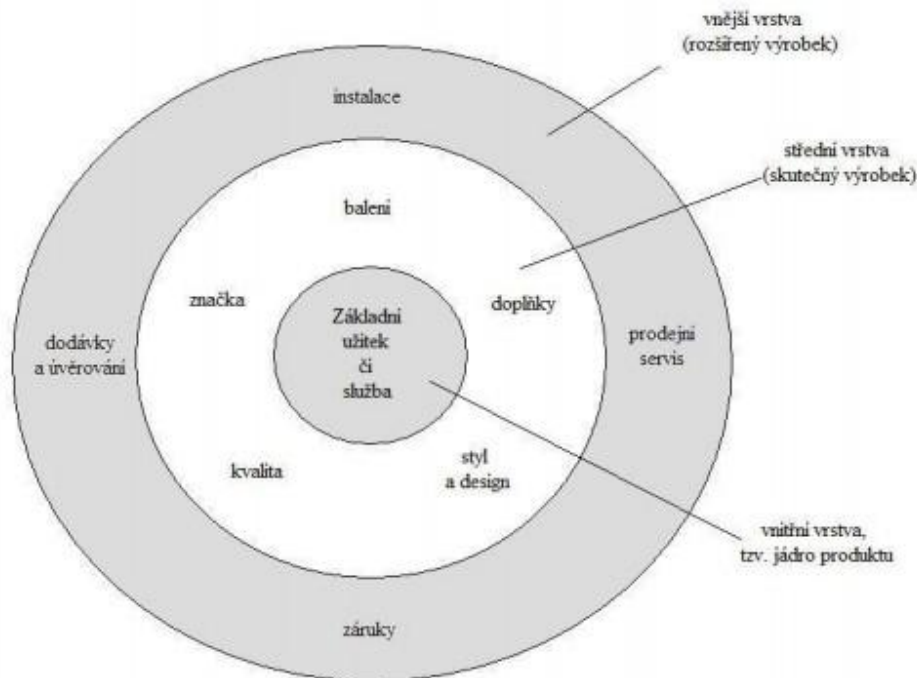 vnější vrstva
(rozšířený výrobek)
instalace
střední vrstva
(skutečný výrobek)
balení
značka
doplňky
Základní
užitek
či
služba
dodávky
a úvěrování
prodejní
servis
kvalita
styl
a design
vnitřní vrstva,
tzv. jádro produktu
záruky